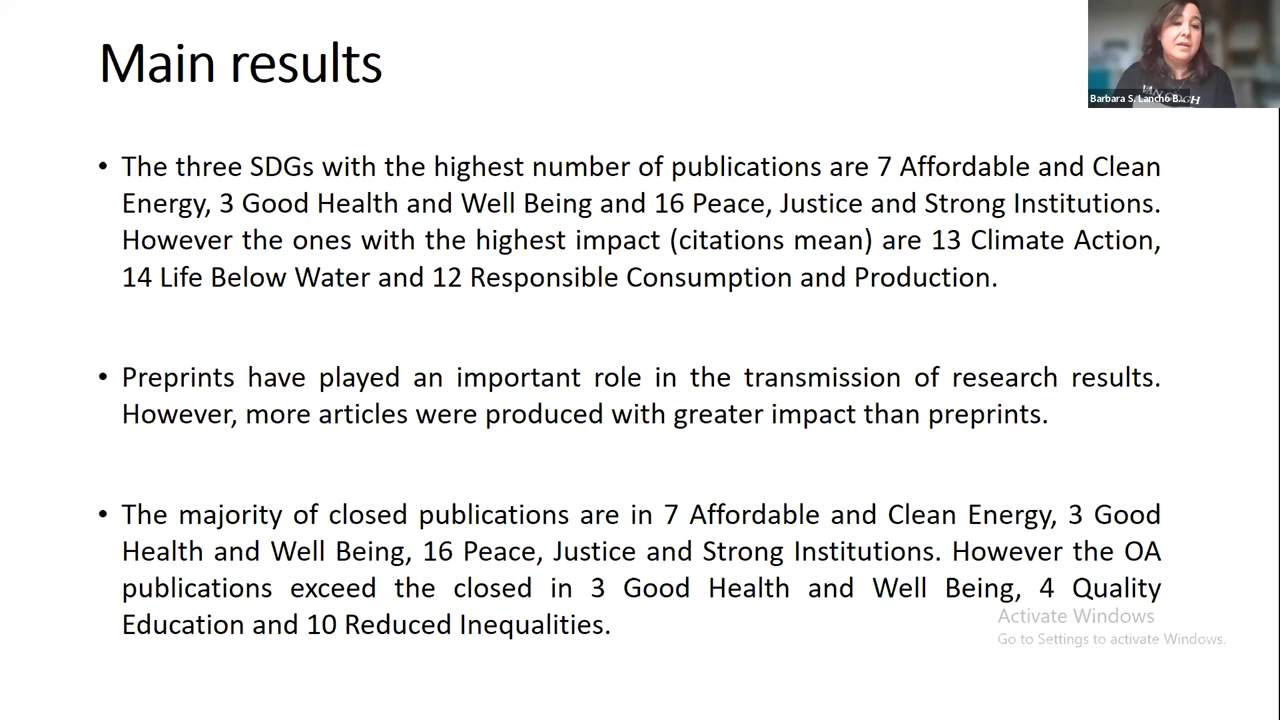 Main results
Barbara S. Lancho B...
VAN GOGH
• The three SDGs with the highest number of publications are 7 Affordable and Clean
Energy, 3 Good Health and Well Being and 16 Peace, Justice and Strong Institutions.
However the ones with the highest impact (citations mean) are 13 Climate Action,
14 Life Below Water and 12 Responsible Consumption and Production.
• Preprints have played an important role in the transmission of research results.
However, more articles were produced with greater impact than preprints.
• The majority of closed publications are in 7 Affordable and Clean Energy, 3 Good
Health and Well Being, 16 Peace, Justice and Strong Institutions. However the OA
publications exceed the closed in 3 Good Health and Well Being, 4 Quality
Education and 10 Reduced Inequalities.
Activate Windows
Go to Settings to activate Windows.